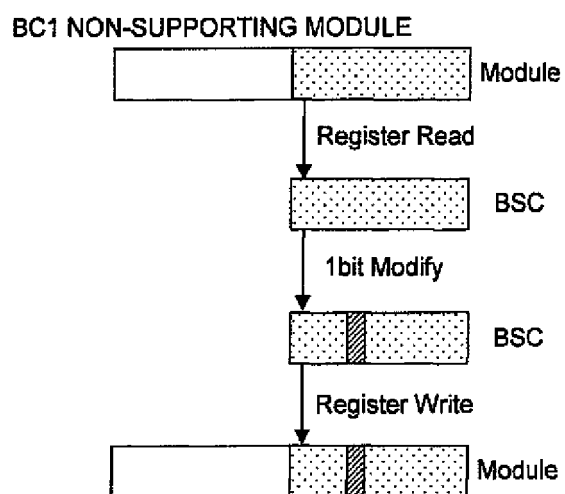 BC1 NON-SUPPORTING MODULE
Module
Register Read
BSC
1bit Modify
BSC
Register Write
Module